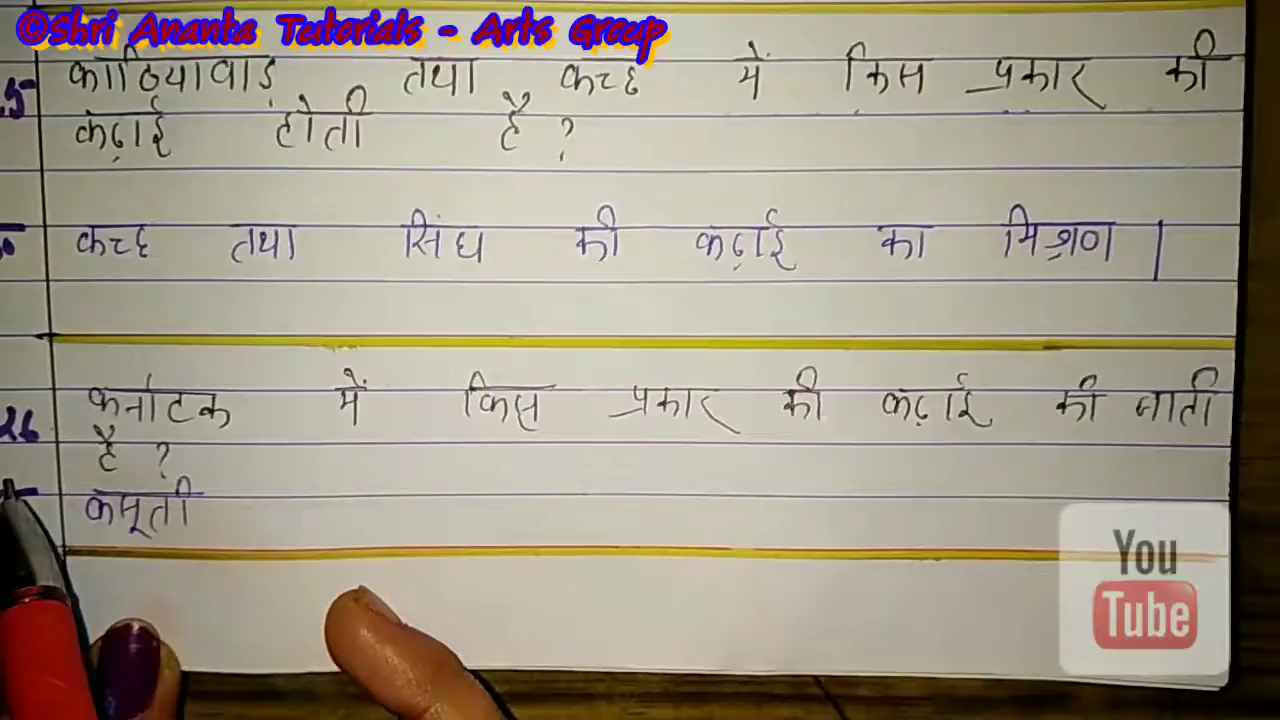 ©Shri Ananta Tutorials - Arts Group
काठियावाड़ तथा कच्छ में किस प्रकार की
कढ़ाई होती है ?
कच्छ तथा सिंध की कढ़ाई का मिश्रण |
26 कर्नाटक में किस प्रकार की कढ़ाई की जाती
है ?
कसूती
You
Tube